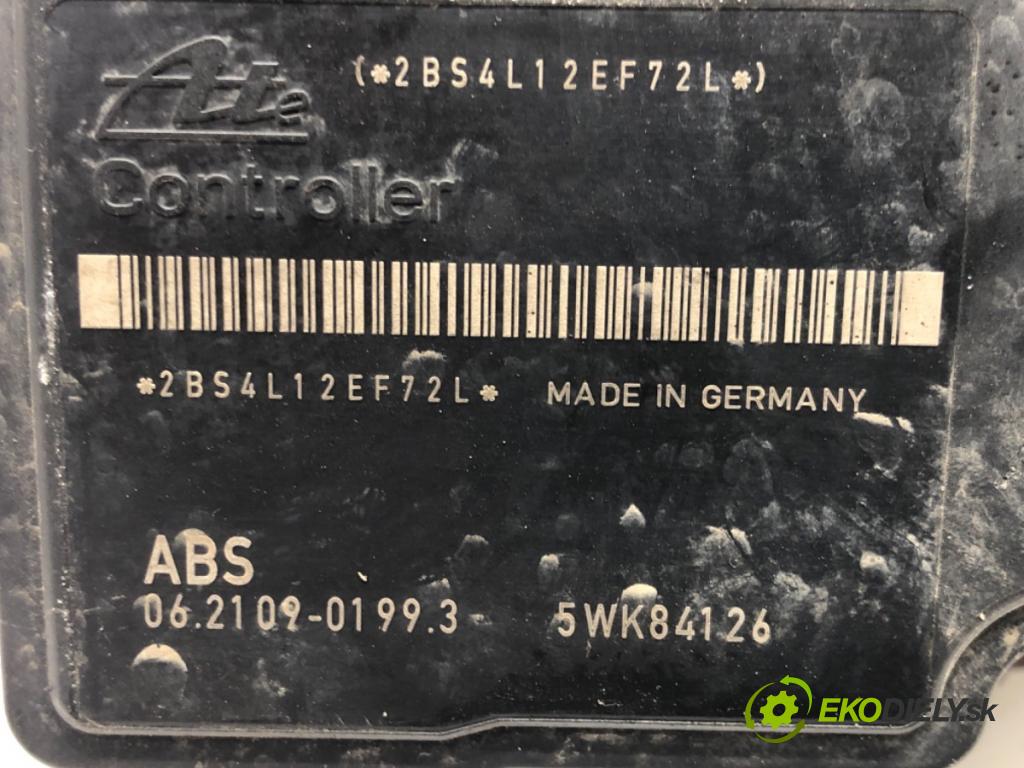 Ate
(*2BS4L12EF72L*)
Controller
*2BS4L12EF72L* MADE IN GERMANY
ABS
06.2109-0199.3 5WK84126
EKODIELY.sk